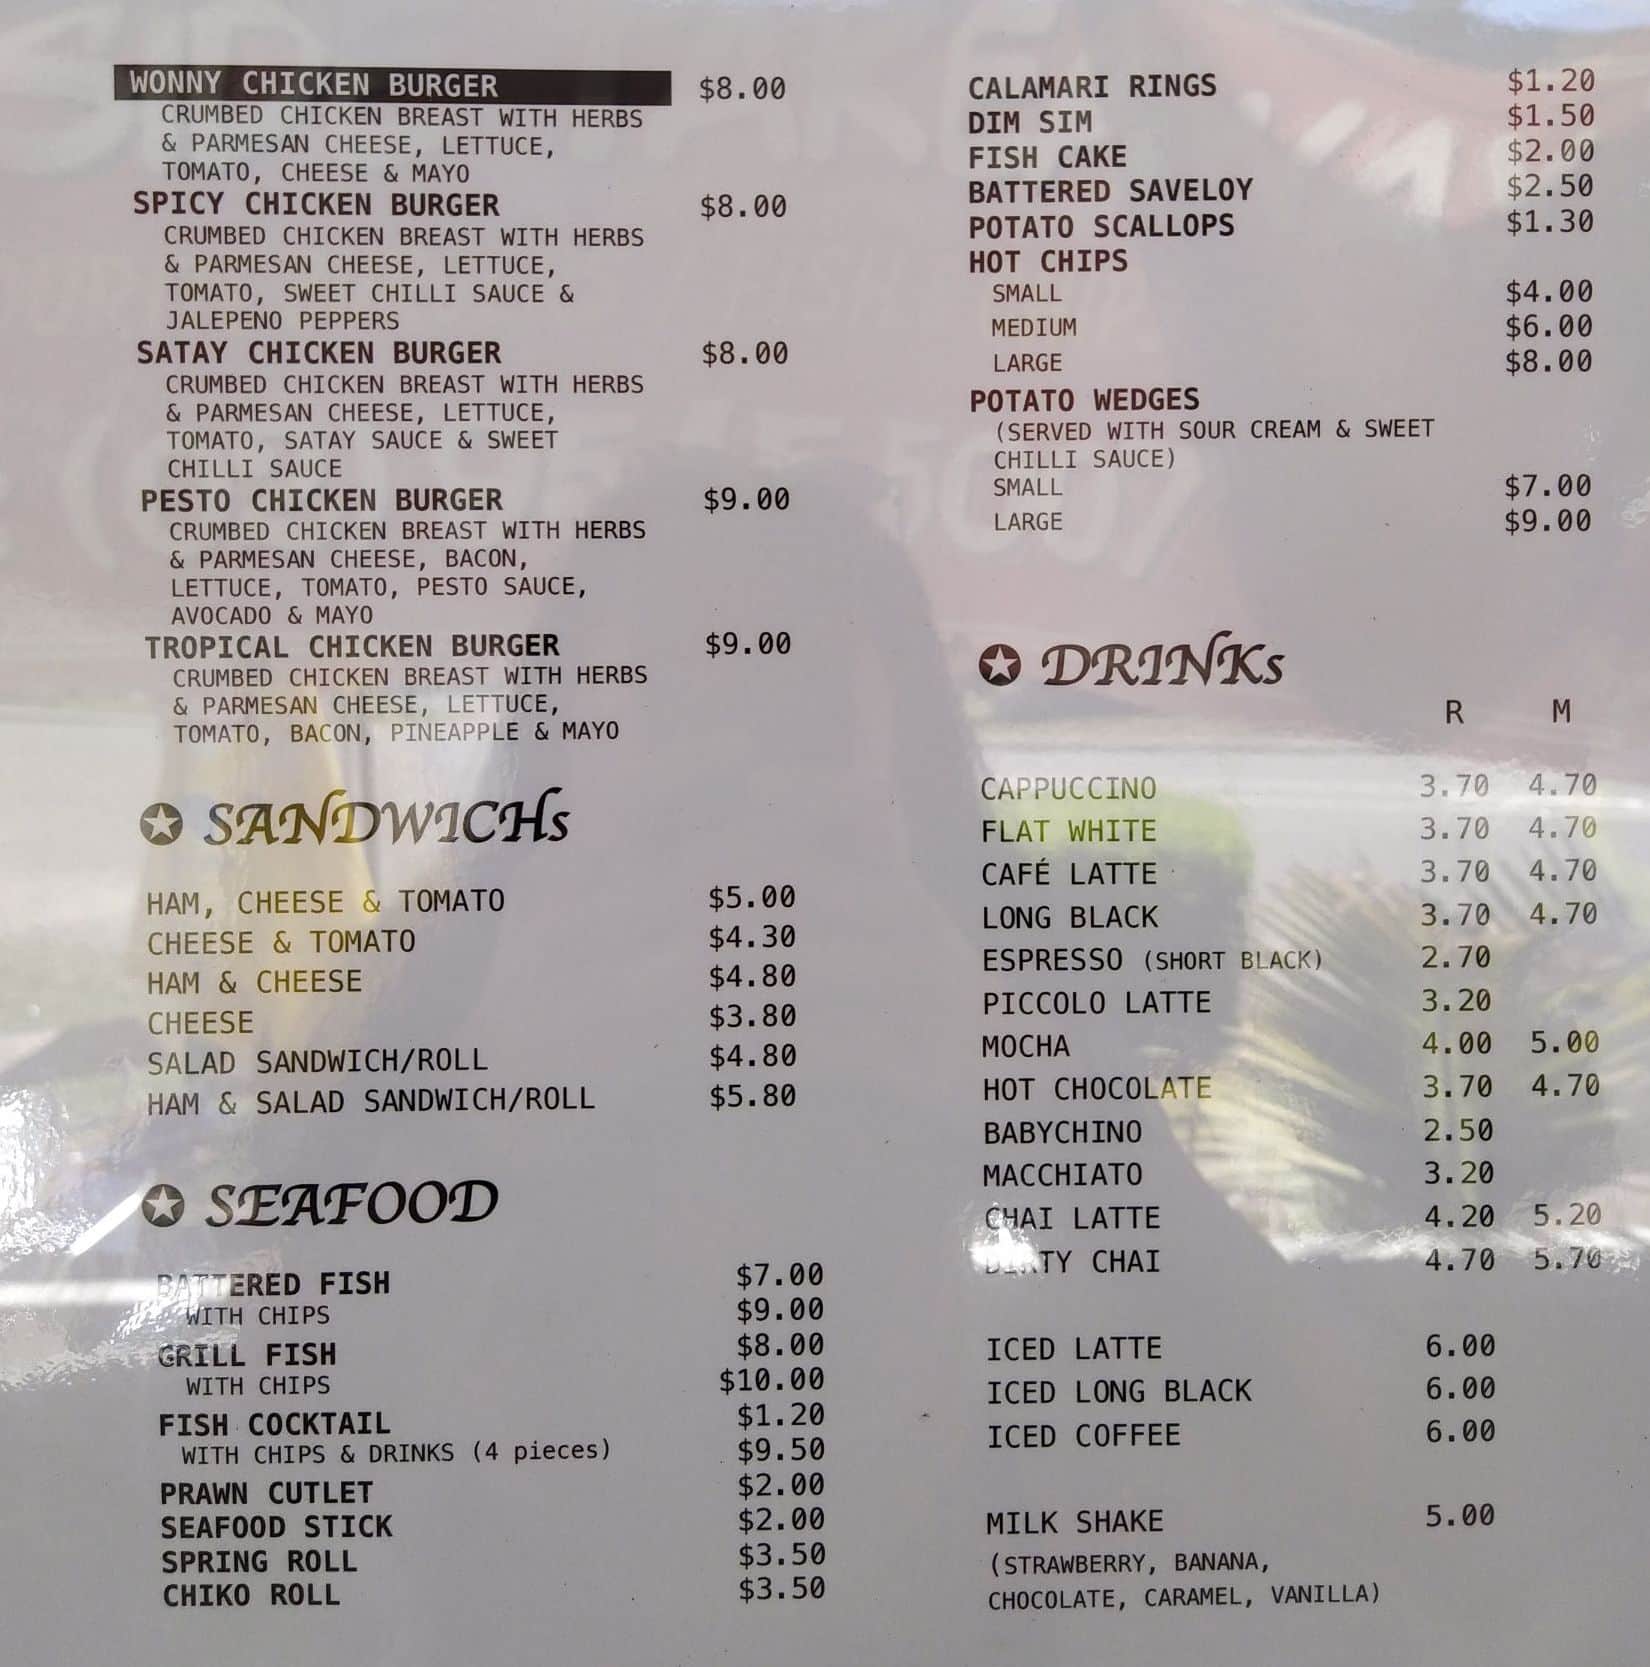 WONNY CHICKEN BURGER $8.00
CRUMBED CHICKEN BREAST WITH HERBS
& PARMESAN CHEESE, LETTUCE,
TOMATO, CHEESE & MAYO
SPICY CHICKEN BURGER $8.00
CRUMBED CHICKEN BREAST WITH HERBS
& PARMESAN CHEESE, LETTUCE,
TOMATO, SWEET CHILLI SAUCE &
JALEPENO PEPPERS
SATAY CHICKEN BURGER $8.00
CRUMBED CHICKEN BREAST WITH HERBS
& PARMESAN CHEESE, LETTUCE,
TOMATO, SATAY SAUCE & SWEET
CHILLI SAUCE
PESTO CHICKEN BURGER $9.00
CRUMBED CHICKEN BREAST WITH HERBS
& PARMESAN CHEESE, BACON,
LETTUCE, TOMATO, PESTO SAUCE,
AVOCADO & MAYO
TROPICAL CHICKEN BURGER $9.00
CRUMBED CHICKEN BREAST WITH HERBS
& PARMESAN CHEESE, LETTUCE,
TOMATO, BACON, PINEAPPLE & MAYO
SANDWICHs
HAM, CHEESE & TOMATO $5.00
CHEESE & TOMATO $4.30
HAM & CHEESE $4.80
CHEESE $3.80
SALAD SANDWICH/ROLL $4.80
HAM & SALAD SANDWICH/ROLL $5.80
SEAFOOD
BATTERED FISH $7.00
WITH CHIPS $9.00
GRILL FISH $8.00
WITH CHIPS $10.00
FISH COCKTAIL $1.20
WITH CHIPS & DRINKS (4 pieces) $9.50
PRAWN CUTLET $2.00
SEAFOOD STICK $2.00
SPRING ROLL $3.50
CHIKO ROLL $3.50
CALAMARI RINGS $1.20
DIM SIM $1.50
FISH CAKE $2.00
BATTERED SAVELOY $2.50
POTATO SCALLOPS $1.30
HOT CHIPS
SMALL $4.00
MEDIUM $6.00
LARGE $8.00
POTATO WEDGES
(SERVED WITH SOUR CREAM & SWEET
CHILLI SAUCE)
SMALL $7.00
LARGE $9.00
DRINKs
R M
CAPPUCCINO 3.70 4.70
FLAT WHITE 3.70 4.70
CAFÉ LATTE 3.70 4.70
LONG BLACK 3.70 4.70
ESPRESSO (SHORT BLACK) 2.70
PICCOLO LATTE 3.20
MOCHA 4.00 5.00
HOT CHOCOLATE 3.70 4.70
BABYCHINO 2.50
MACCHIATO 3.20
CHAI LATTE 4.20 5.20
DIRTY CHAI 4.70 5.70
ICED LATTE 6.00
ICED LONG BLACK 6.00
ICED COFFEE 6.00
MILK SHAKE 5.00
(STRAWBERRY, BANANA,
CHOCOLATE, CARAMEL, VANILLA)